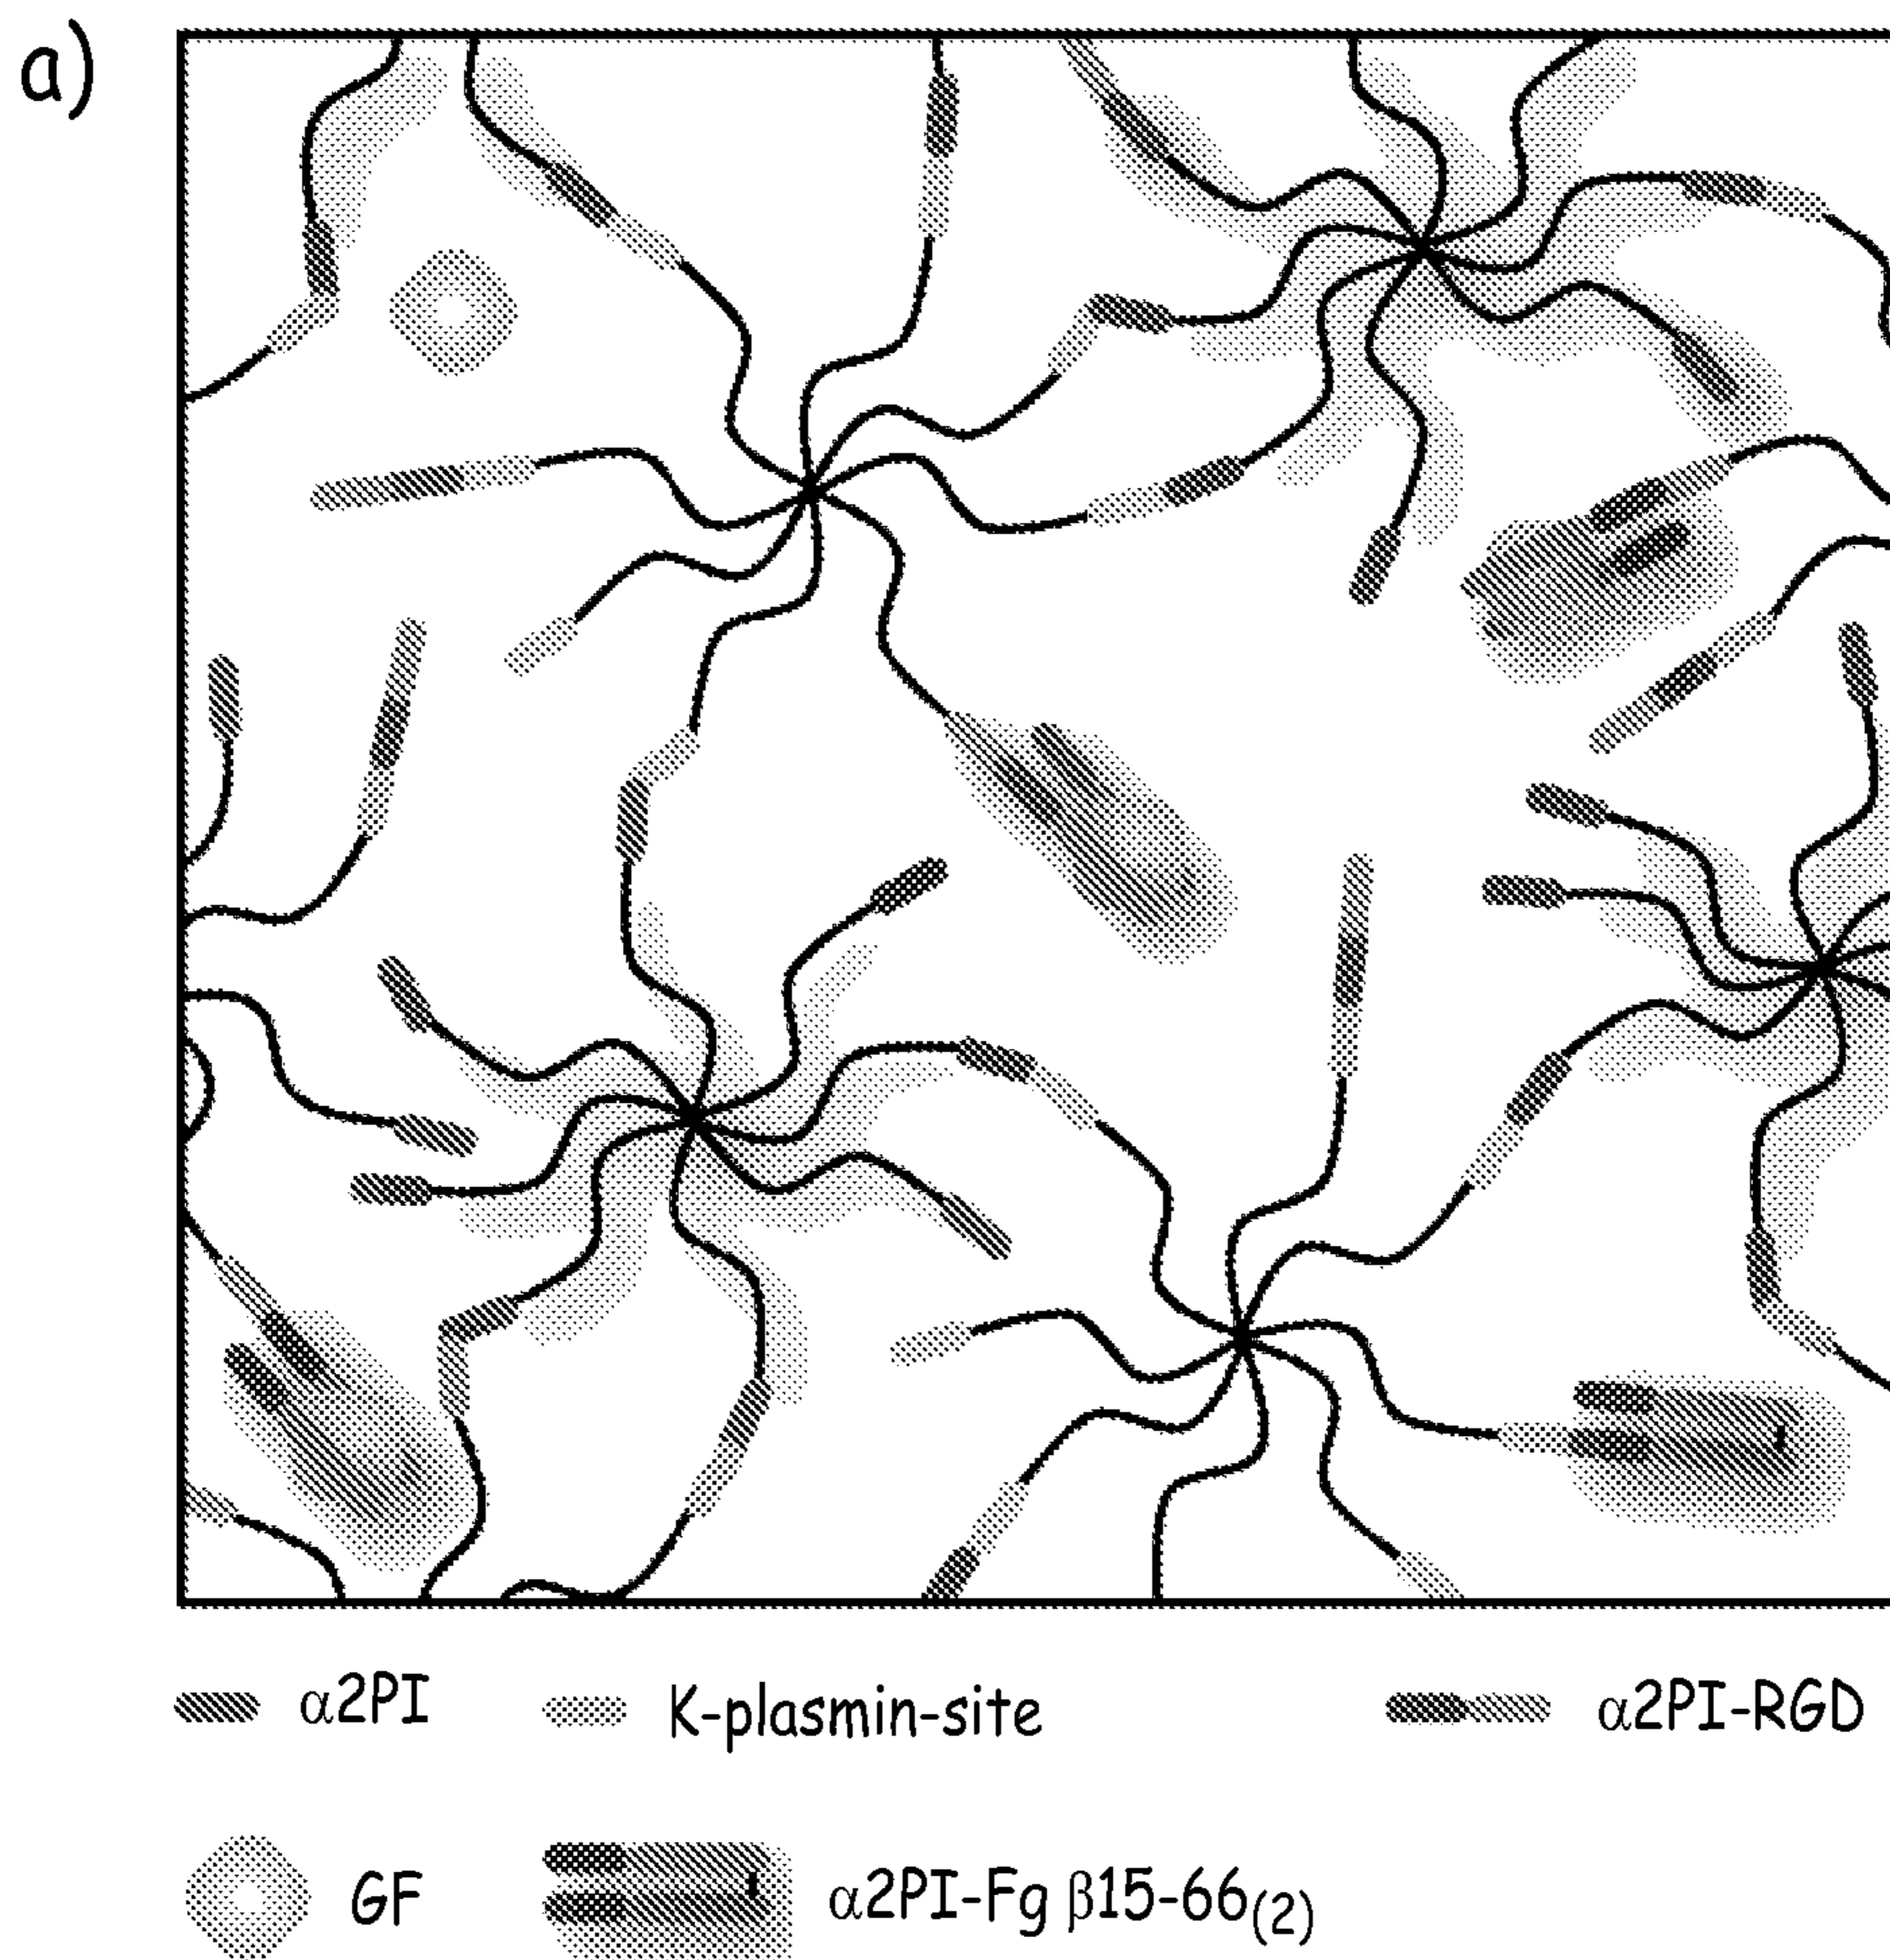 a)
α2PI K-plasmin-site α2PI-RGD
GF α2PI-Fg β15-66(2)